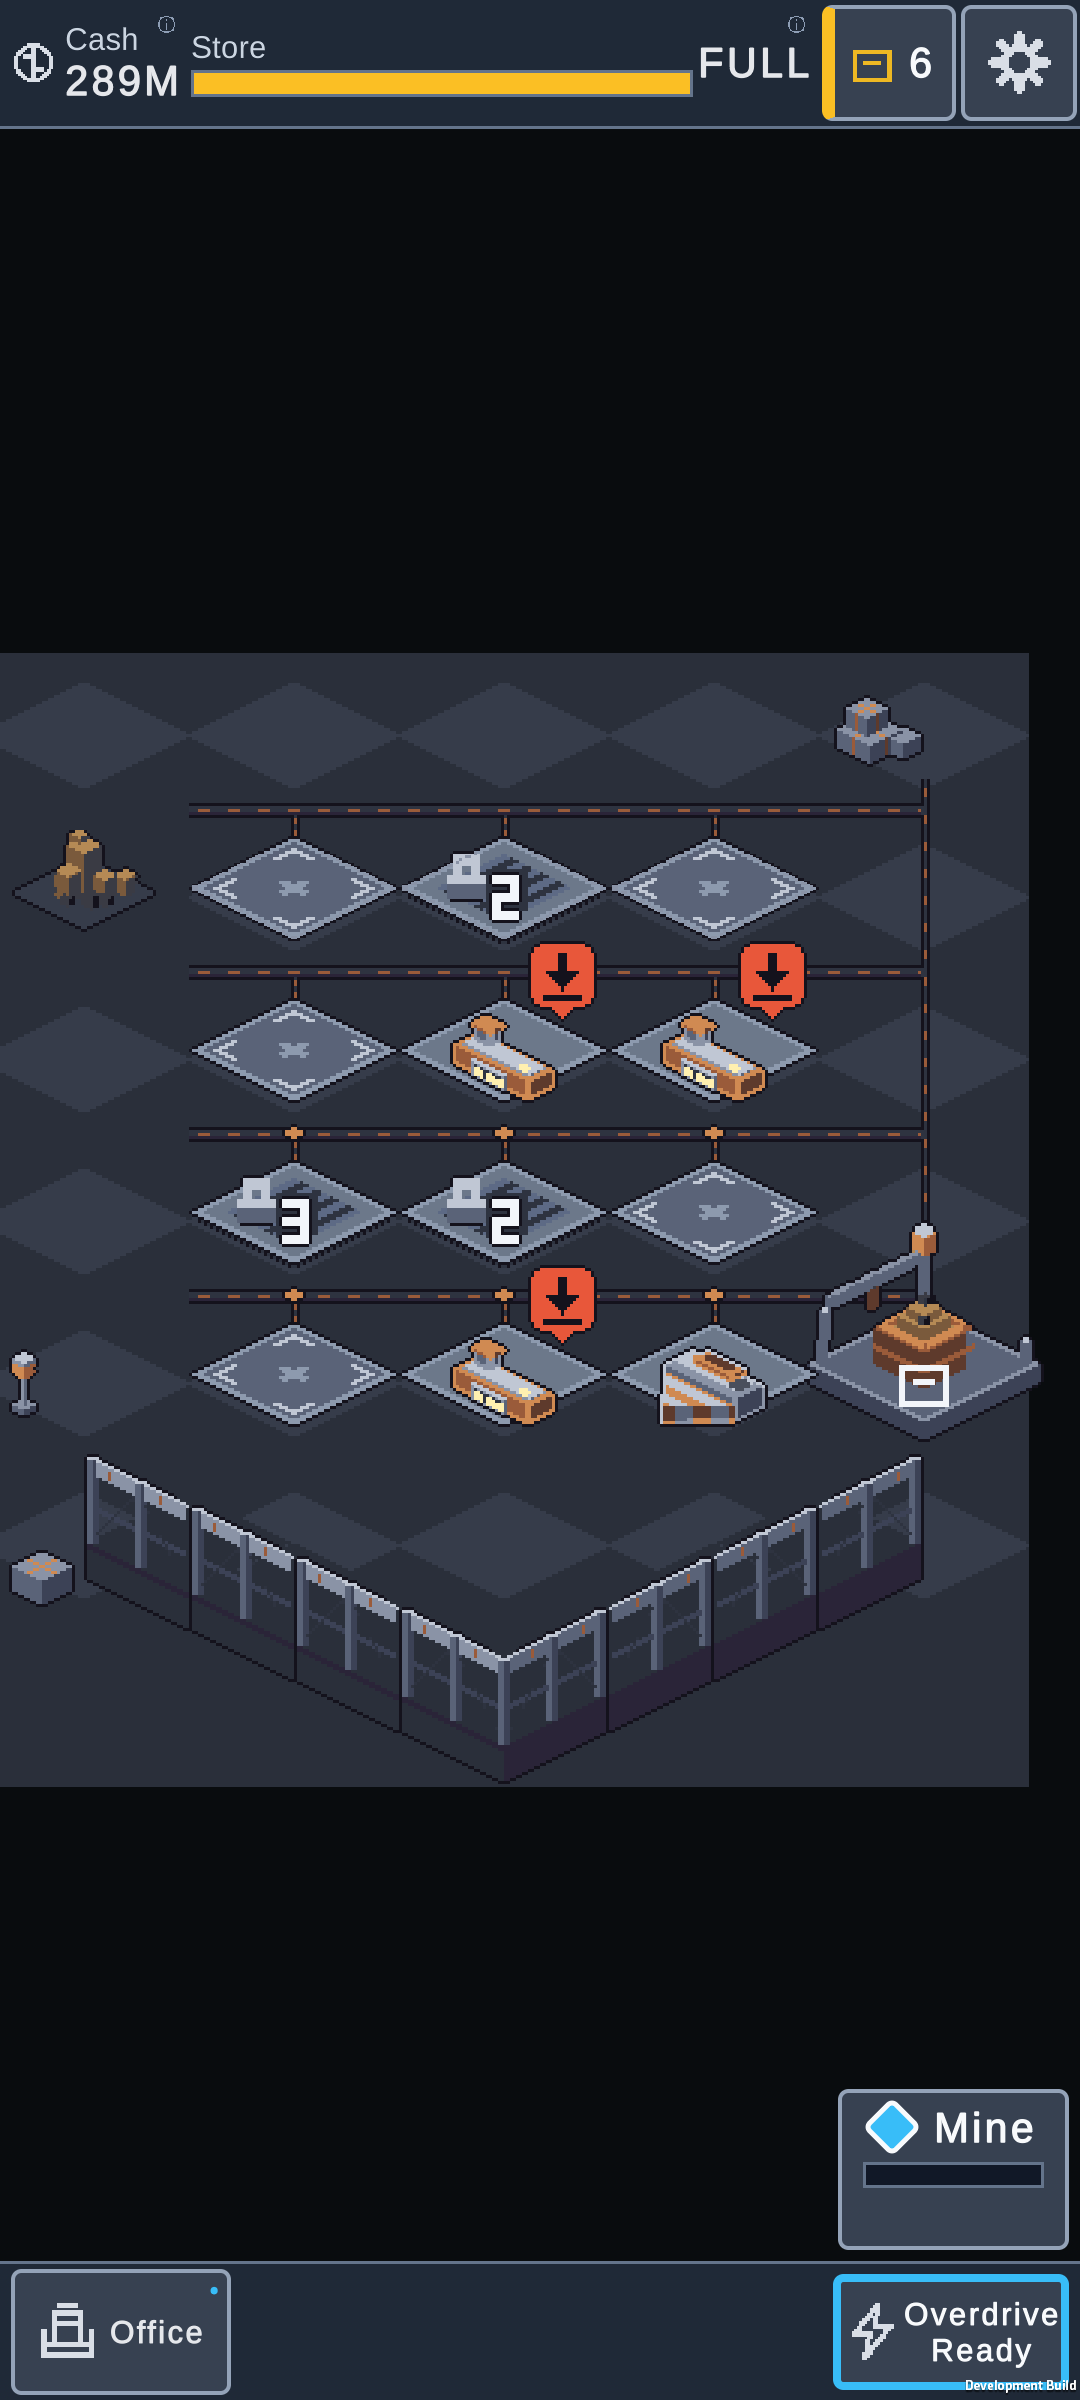 Cash
289M
Store
FULL
6
2
3
2
Mine
Office
Overdrive
Ready
Development Build